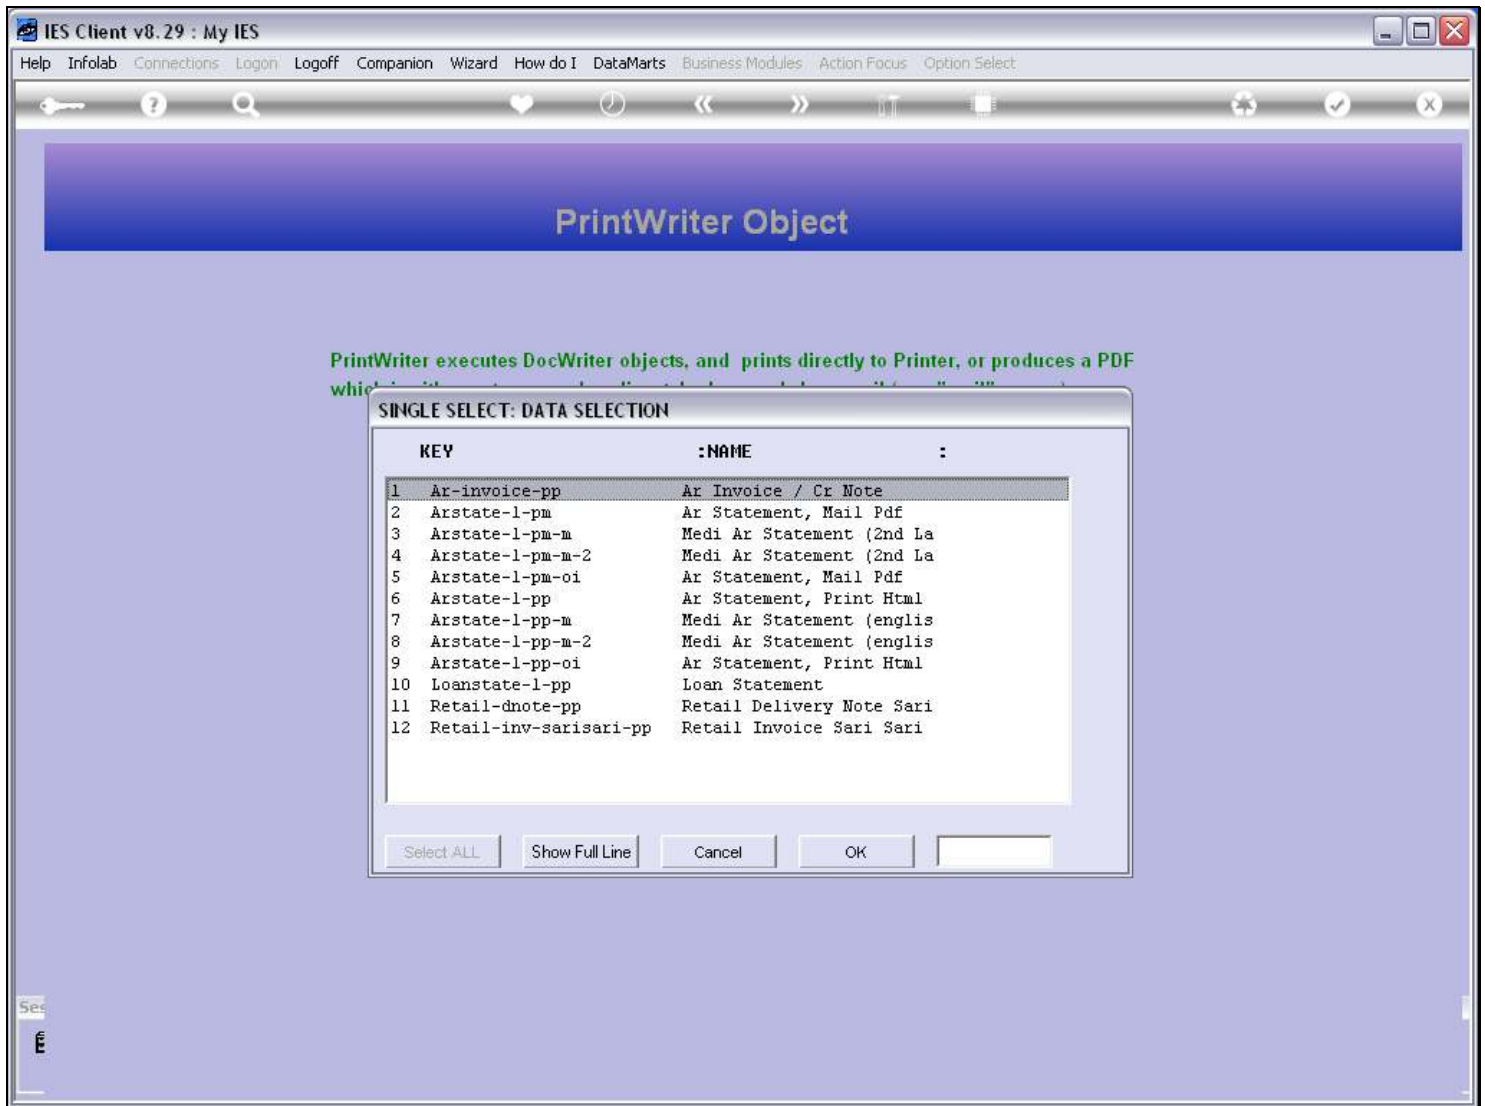 IES Client v8.29 : My IES
Help Infolab Connections Logon Logoff Companion Wizard How do I DataMarts Business Modules Action Focus Option Select
PrintWriter Object
PrintWriter executes DocWriter objects, and prints directly to Printer, or produces a PDF
SINGLE SELECT: DATA SELECTION
KEY :NAME :
1 Ar-invoice-pp Ar Invoice / Cr Note
2 Arstate-1-pm Ar Statement, Mail Pdf
3 Arstate-1-pm-m Medi Ar Statement (2nd La
4 Arstate-1-pm-m-2 Medi Ar Statement (2nd La
5 Arstate-1-pm-oi Ar Statement, Mail Pdf
6 Arstate-1-pp Ar Statement, Print Html
7 Arstate-1-pp-m Medi Ar Statement (englis
8 Arstate-1-pp-m-2 Medi Ar Statement (englis
9 Arstate-1-pp-oi Ar Statement, Print Html
10 Loanstate-1-pp Loan Statement
11 Retail-dnote-pp Retail Delivery Note Sari
12 Retail-inv-sarisari-pp Retail Invoice Sari Sari
Select ALL Show Full Line Cancel OK